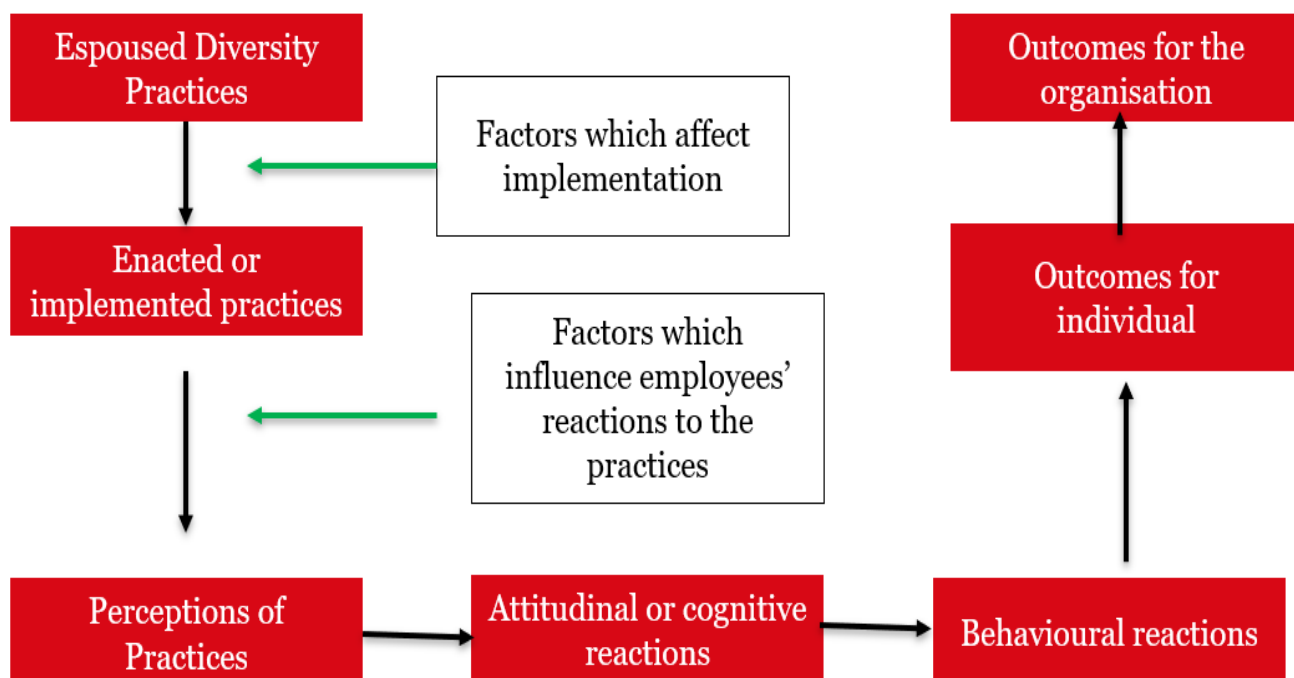 Espoused Diversity
Practices
Factors which affect
implementation
Enacted or
implemented practices
Factors which
influence employees’
reactions to the
practices
Perceptions of
Practices
Attitudinal or cognitive
reactions
Behavioural reactions
Outcomes for
individual
Outcomes for the
organisation